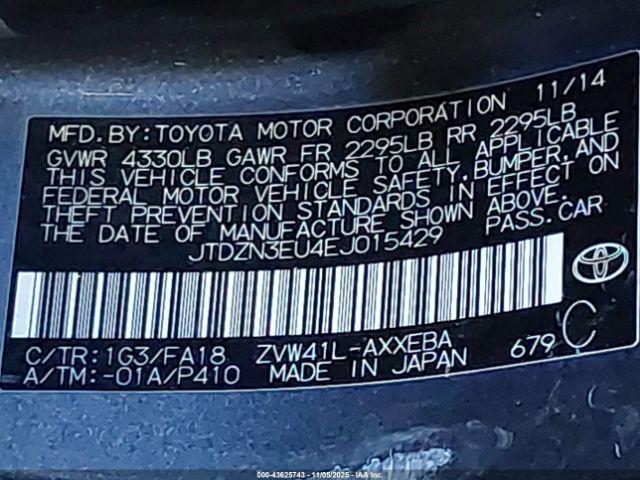 11/14
MFD. BY: TOYOTA MOTOR CORPORATION
GVWR 4330LB GAWR FR 2295LB RR 2295LB
THIS VEHICLE CONFORMS TO ALL APPLICABLE
FEDERAL MOTOR VEHICLE SAFETY, BUMPER, AND
THEFT PREVENTION STANDARDS IN EFFECT ON
THE DATE OF MANUFACTURE SHOWN ABOVE.
JTDZN3EU4EJ015429 PASS. CAR
C/TR: 1G3/FA18 ZVW41L-AXXEBA 679 C
A/TM: -01A/P410 MADE IN JAPAN
000-43625743 | 11/05/2025 - IAA Inc.